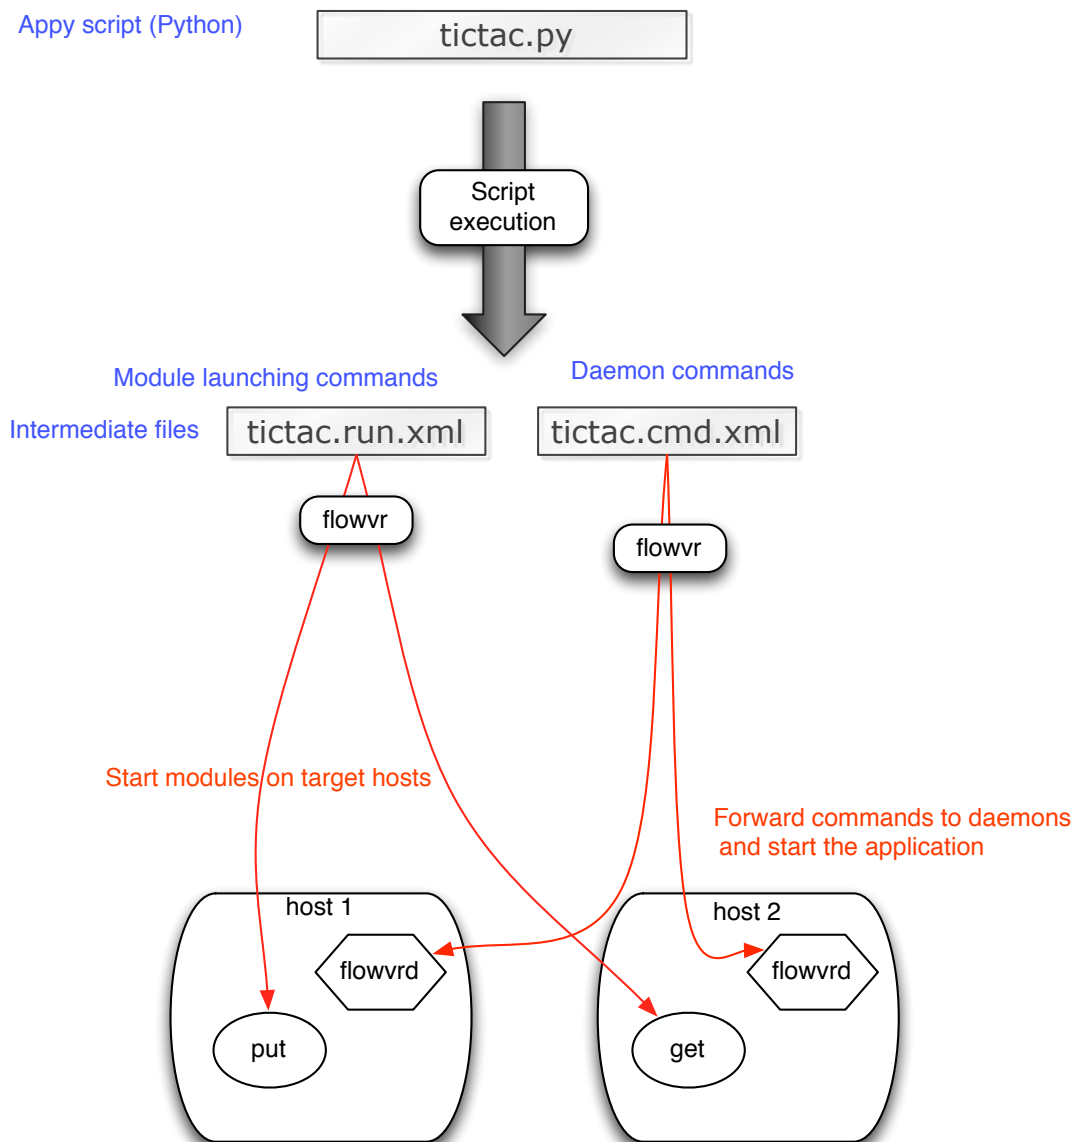 Appy script (Python)
tictac.py
Script
execution
Module launching commands
Daemon commands
Intermediate files
tictac.run.xml
tictac.cmd.xml
flowvr
flowvr
Start modules on target hosts
Forward commands to daemons
and start the application
host 1
host 2
flowvrd
flowvrd
put
get